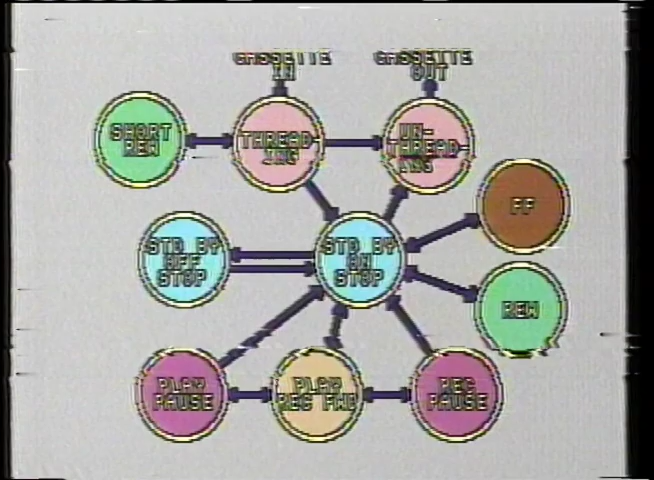 CASSETTE
IN
CASSETTE
OUT
SHORT
REW
THREAD-
ING
UN-
THREAD-
ING
FF
STD BY
OFF
STOP
STD BY
ON
STOP
REW
PLAY
PAUSE
PLAY
REC FWD
REC
PAUSE